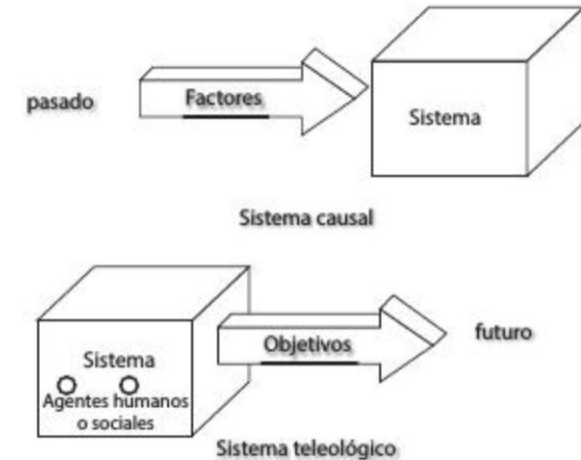 pasado
Factores
Sistema
Sistema causal
Sistema
Agentes humanos
o sociales
Objetivos
futuro
Sistema teleológico